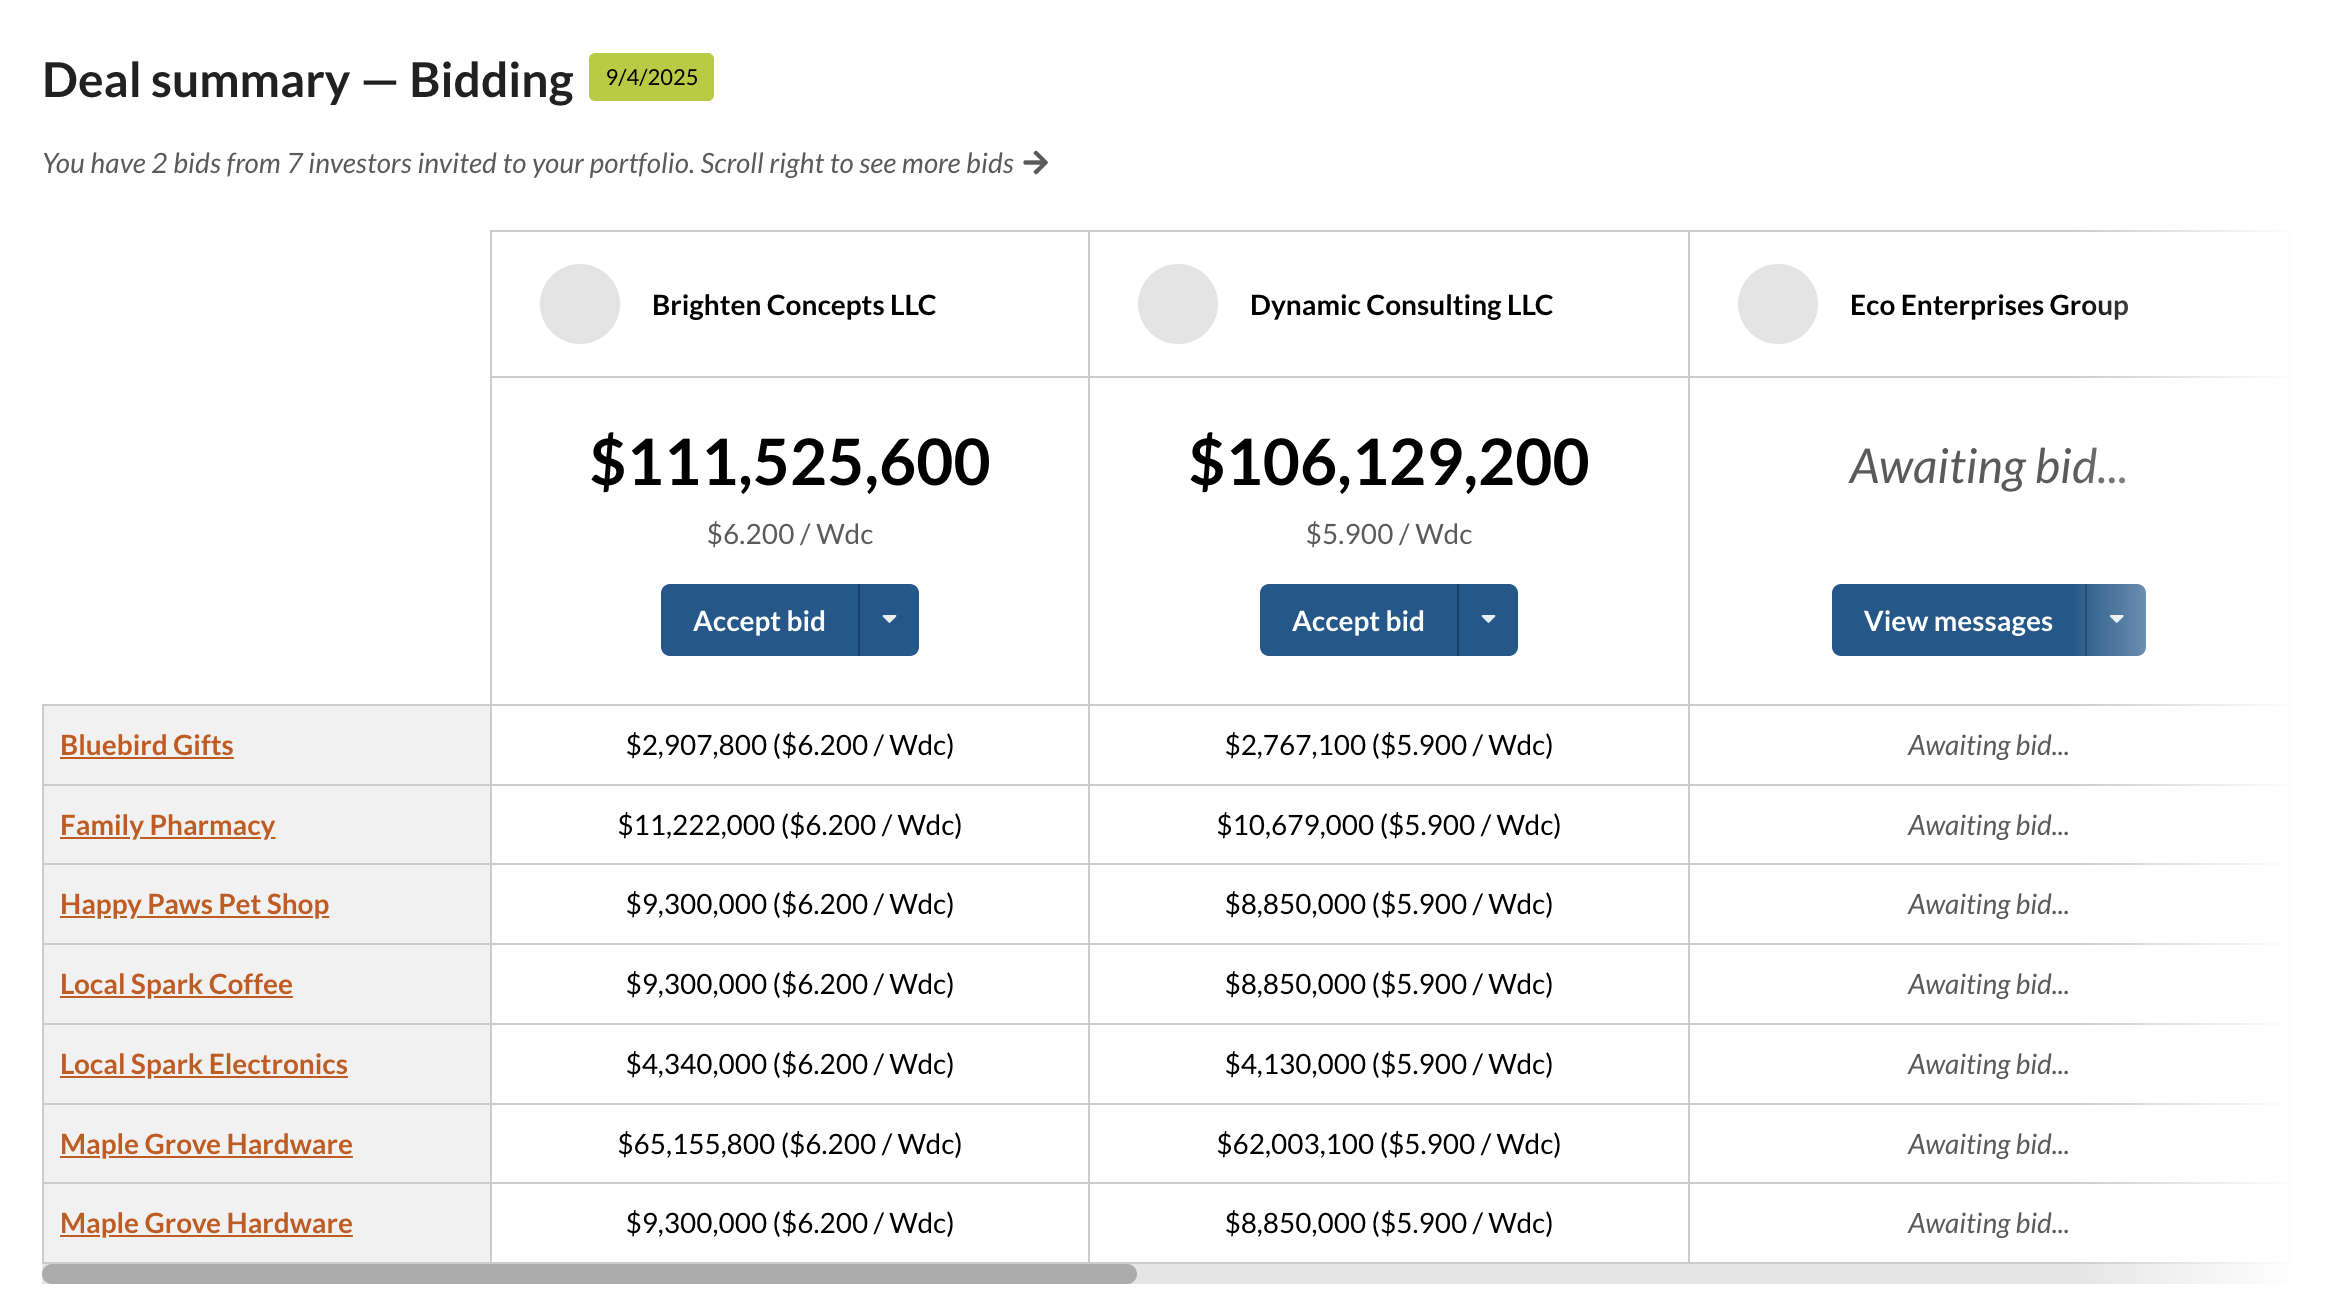 Deal summary — Bidding 9/4/2025
You have 2 bids from 7 investors invited to your portfolio. Scroll right to see more bids →
Brighten Concepts LLC Dynamic Consulting LLC Eco Enterprises Group
$111,525,600 $106,129,200 Awaiting bid...
$6.200 / Wdc $5.900 / Wdc
Accept bid Accept bid View messages
Bluebird Gifts $2,907,800 ($6.200 / Wdc) $2,767,100 ($5.900 / Wdc) Awaiting bid...
Family Pharmacy $11,222,000 ($6.200 / Wdc) $10,679,000 ($5.900 / Wdc) Awaiting bid...
Happy Paws Pet Shop $9,300,000 ($6.200 / Wdc) $8,850,000 ($5.900 / Wdc) Awaiting bid...
Local Spark Coffee $9,300,000 ($6.200 / Wdc) $8,850,000 ($5.900 / Wdc) Awaiting bid...
Local Spark Electronics $4,340,000 ($6.200 / Wdc) $4,130,000 ($5.900 / Wdc) Awaiting bid...
Maple Grove Hardware $65,155,800 ($6.200 / Wdc) $62,003,100 ($5.900 / Wdc) Awaiting bid...
Maple Grove Hardware $9,300,000 ($6.200 / Wdc) $8,850,000 ($5.900 / Wdc) Awaiting bid...